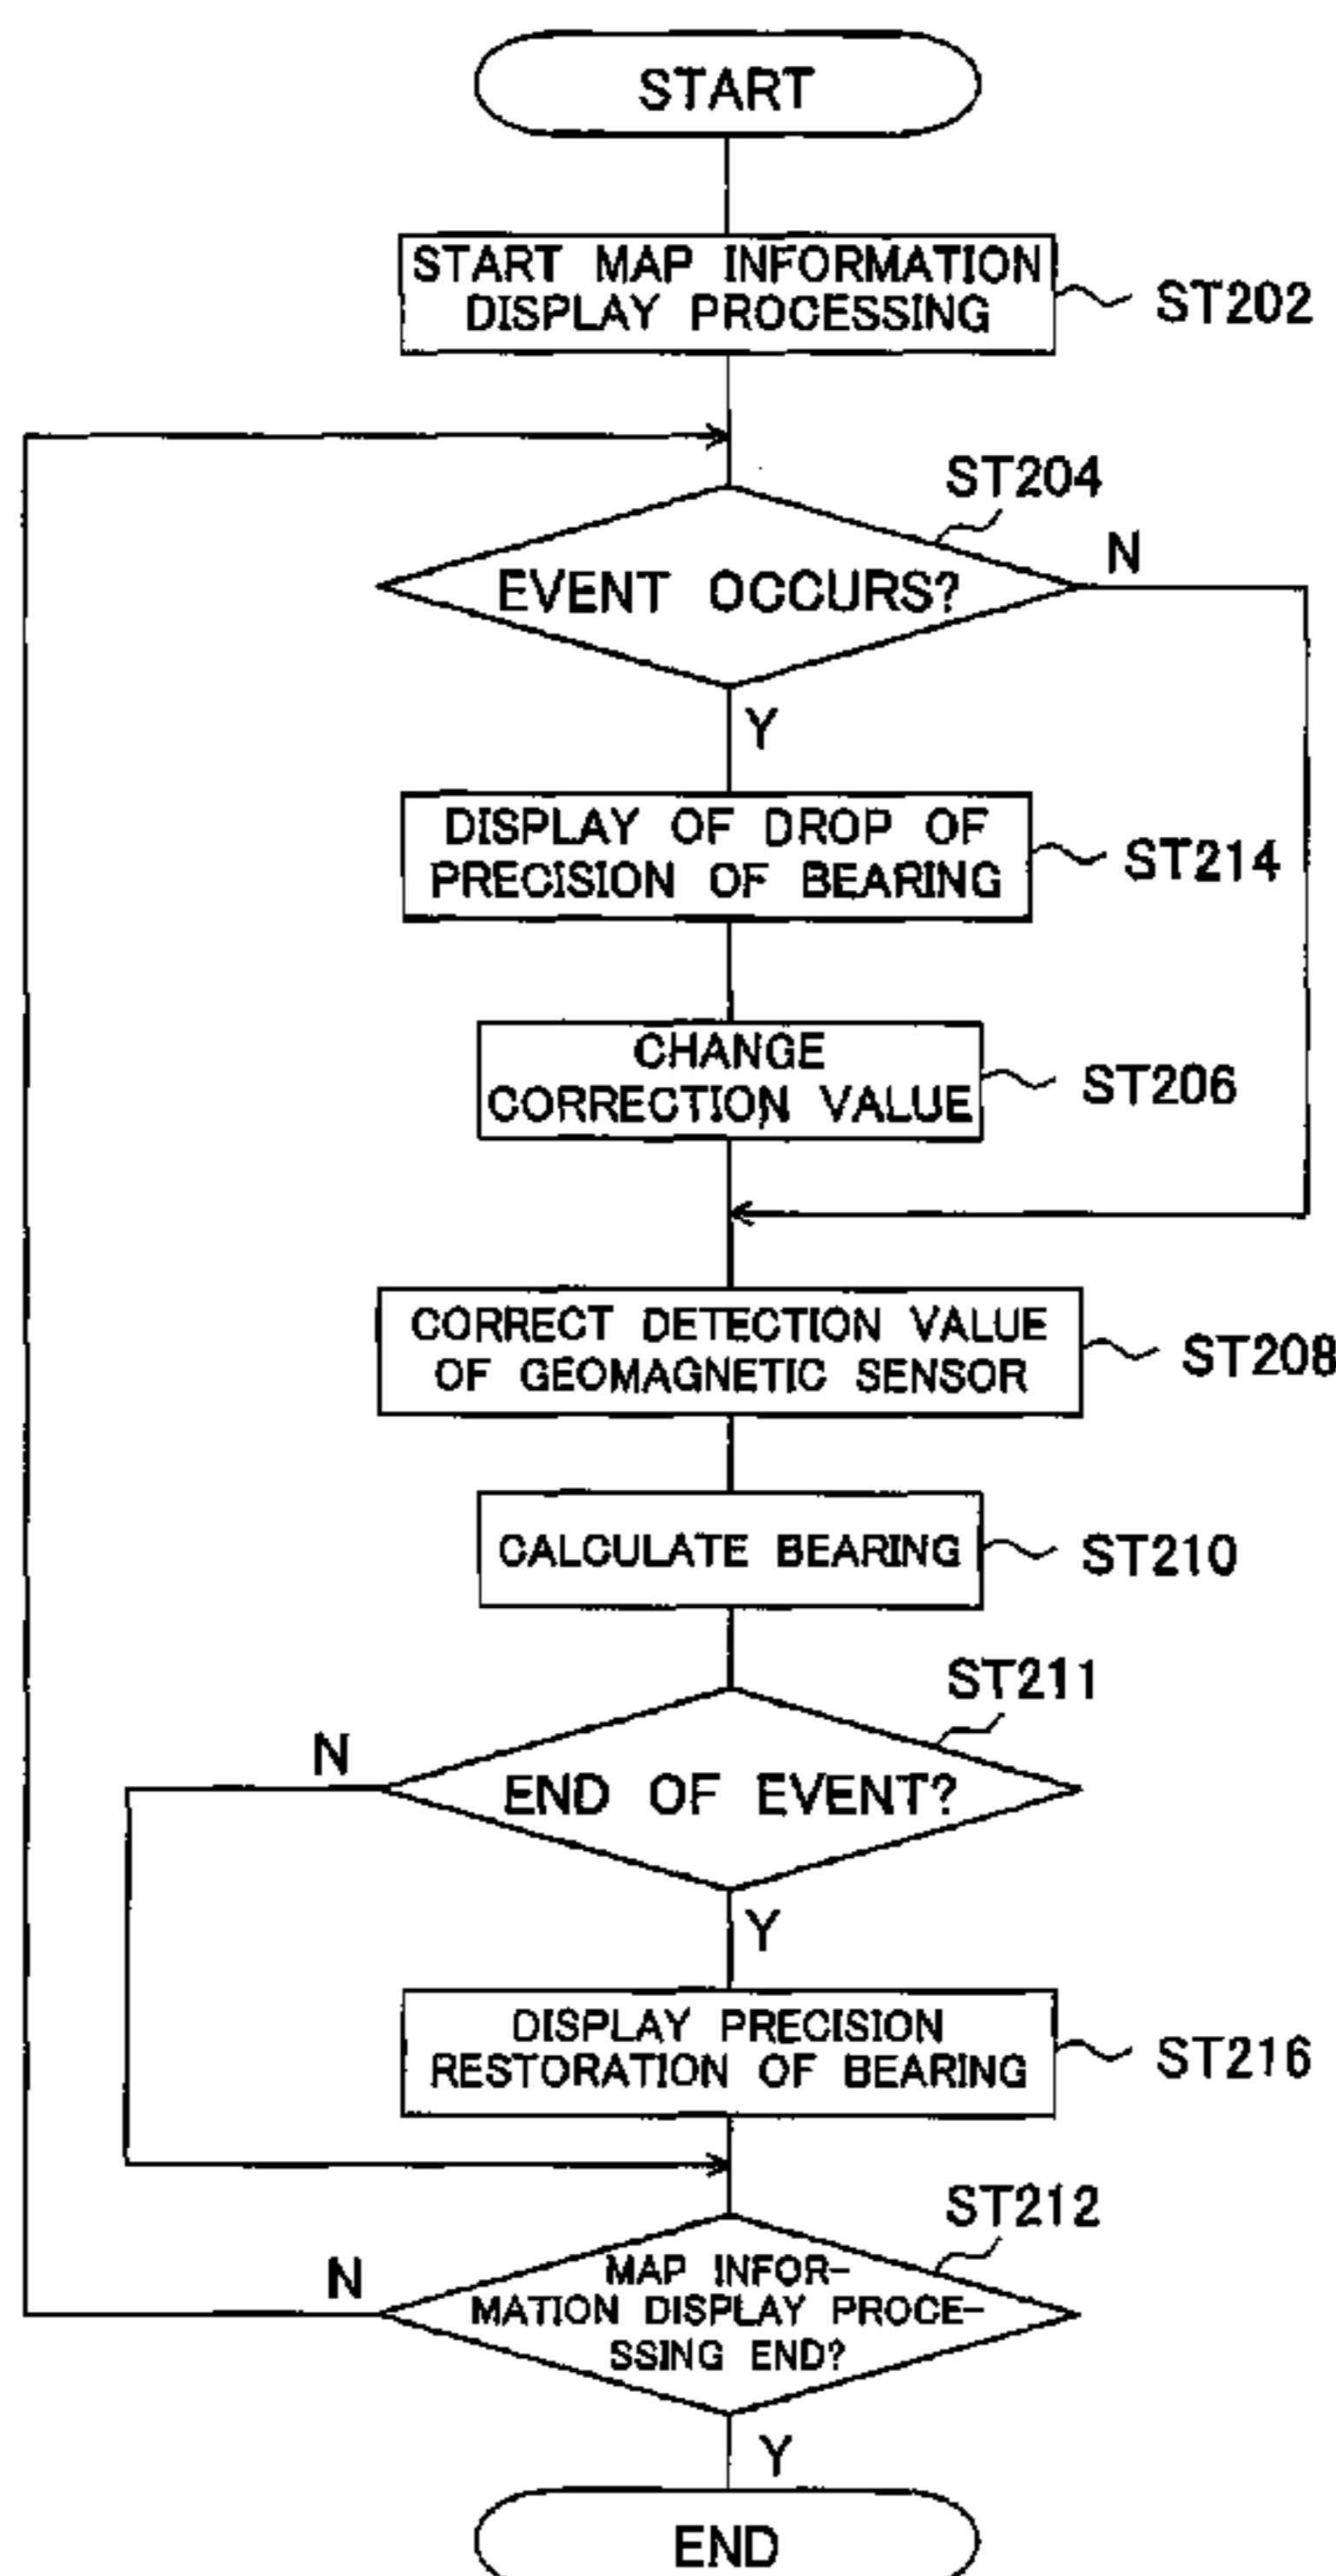 START
START MAP INFORMATION
DISPLAY PROCESSING
ST202
ST204
EVENT OCCURS?
N
Y
DISPLAY OF DROP OF
PRECISION OF BEARING
ST214
CHANGE
CORRECTION VALUE
ST206
CORRECT DETECTION VALUE
OF GEOMAGNETIC SENSOR
ST208
CALCULATE BEARING
ST210
ST211
N
END OF EVENT?
Y
DISPLAY PRECISION
RESTORATION OF BEARING
ST216
ST212
N
MAP INFOR-
MATION DISPLAY PROCE-
SSING END?
Y
END